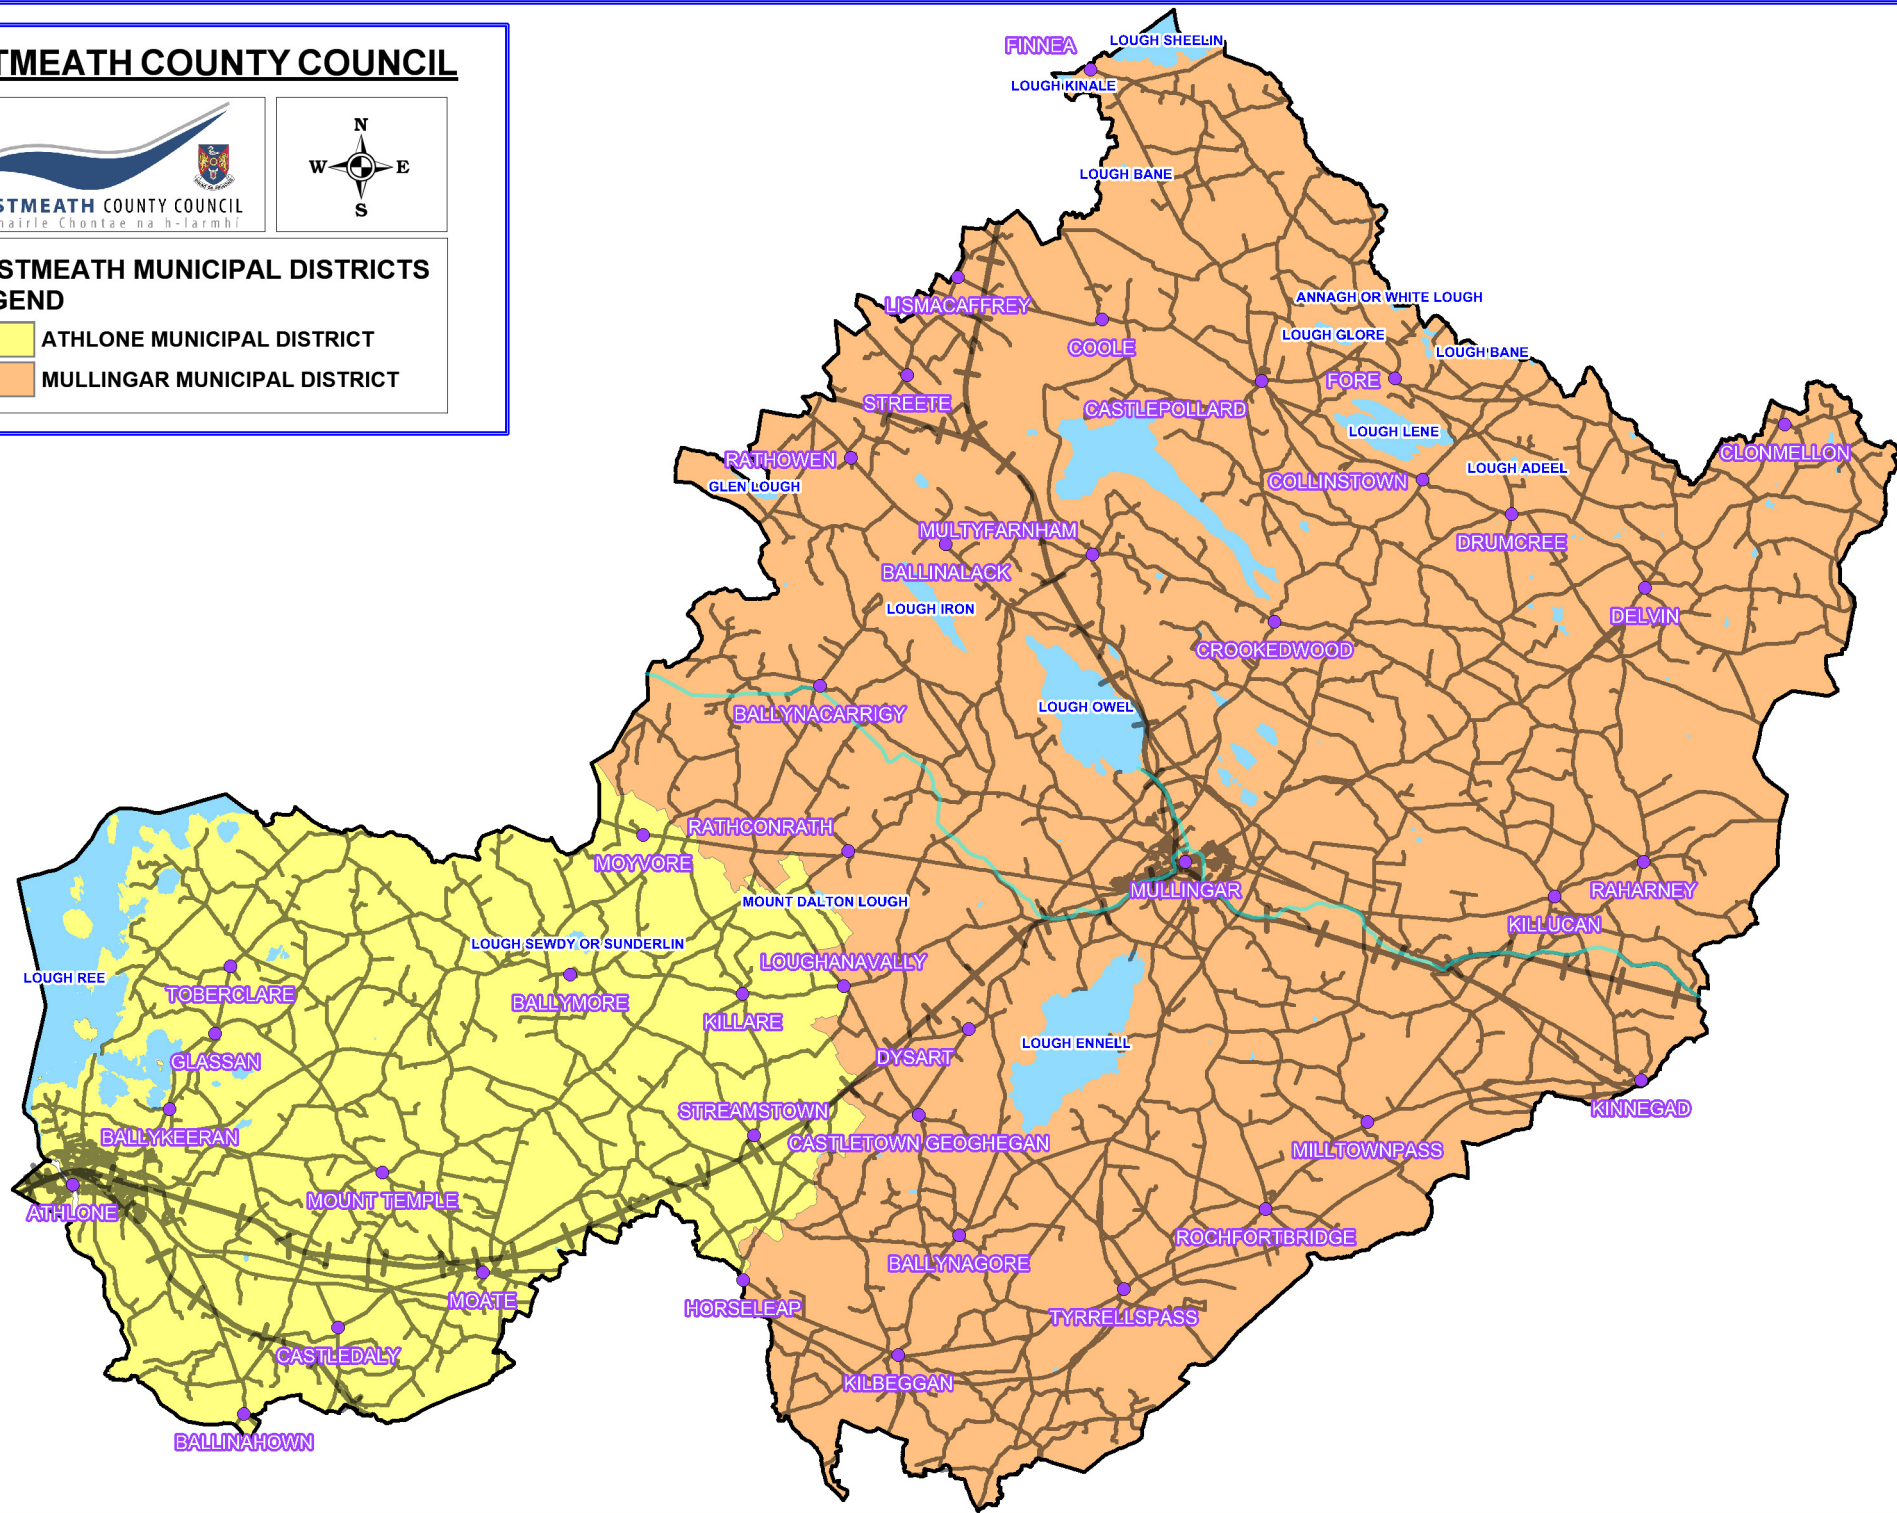 TMEATH COUNTY COUNCIL
N
W E
S
STMEATH COUNTY COUNCIL
hairle Chontae na h-Iarmhí
STMEATH MUNICIPAL DISTRICTS
GEND
ATHLONE MUNICIPAL DISTRICT
MULLINGAR MUNICIPAL DISTRICT
FINNEA
LOUGH SHEELIN
LOUGH KINALE
LOUGH BANE
LISMACAFFREY
ANNAGH OR WHITE LOUGH
COOLE
LOUGH GLORE
LOUGH BANE
STREETE
CASTLEPOLLARD
FORE
LOUGH LENE
RATHOWEN
GLEN LOUGH
COLLINSTOWN
LOUGH ADEEL
CLONMELLON
MULTYFARNHAM
BALLINALACK
DRUMCREE
LOUGH IRON
CROOKEDWOOD
DELVIN
BALLYNACARRIGY
LOUGH OWEL
RATHCONRATH
MOYVORE
MULLINGAR
RAHARNEY
MOUNT DALTON LOUGH
KILLUCAN
LOUGH SEWDY OR SUNDERLIN
LOUGHANAVALLY
LOUGH REE
TOBERCLARE
BALLYMORE
KILLARE
GLASSAN
DYSART
LOUGH ENNELL
STREAMSTOWN
KINNEGAD
BALLYKEERAN
CASTLETOWN GEOGHEGAN
MILLTOWNPASS
ATHLONE
MOUNT TEMPLE
ROCHFORTBRIDGE
BALLYNAGORE
MOATE
HORSELEAP
TYRRELLSPASS
CASTLEDALY
KILBEGGAN
BALLINAHOWN